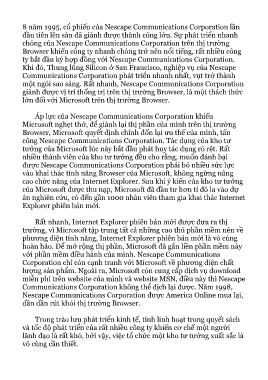 8 năm 1995, cổ phiếu của Nescape Communications Corporation lần
đầu tiên lên sàn đã giành được thành công lớn. Sự phát triển nhanh
chóng của Nescape Communications Corporation trên thị trường
Browser khiến công ty nhanh chóng trở nên nổi tiếng, rất nhiều công
ty bắt đầu ký hợp đồng với Nescape Communications Corporation.
Khi đó, Thung lũng Silicon ở San Francisco, nghiệp vụ của Nescape
Communications Corporation phát triển nhanh nhất, vụt trở thành
một ngôi sao sáng. Rất nhanh, Nescape Communications Corporation
giành được vị trí thống trị trên thị trường Browser, là một thách thức
lớn đối với Microsoft trên thị trường Browser.
Áp lực của Nescape Communications Corporation khiến
Microsoft nghẹt thở, để giành lại thị phần của mình trên thị trường
Browser, Microsoft quyết định chỉnh đốn lại ưu thế của mình, tấn
công Nescape Communications Corporation. Tác dụng của kho tư
tưởng của Microsoft lúc này bắt đầu phát huy tác dụng rõ rệt. Rất
nhiều thành viên của kho tư tưởng đều cho rằng, muốn đánh bại
được Nescape Communications Corporation phải bỏ nhiều sức lực
vào khai thác tính năng Browser của Microsoft, không ngừng nâng
cao chức năng của Internet Explorer. Sau khi ý kiến của kho tư tưởng
của Microsoft được thu nạp, Microsoft đã đầu tư hơn tỉ đô la vào dự
án nghiên cứu, có đến gần 1000 nhân viên tham gia khai thác Internet
Explorer phiên bản mới.
Rất nhanh, Internet Explorer phiên bản mới được đưa ra thị
trường, vì Microsoft tập trung tất cả những cao thủ phần mềm nên về
phương diện tính năng, Internet Explorer phiên bản mới là vô cùng
hoàn hảo. Để mở rộng thị phần, Microsoft đã gắn liền phần mềm này
với phần mềm điều hành của mình. Nescape Communications
Corporation chỉ còn cạnh tranh với Microsoft về phương diện chất
lượng sản phẩm. Ngoài ra, Microsoft còn cung cấp dịch vụ download
miễn phí trên website của mình và website MSN, điều này thì Nescape
Communications Corporation không thể địch lại được. Năm 1998,
Nescape Communications Corporation được America Online mua lại,
dần dần rút khỏi thị trường Browser.
Trong trào lưu phát triển kinh tế, tính linh hoạt trong quyết sách
và tốc độ phát triển của rất nhiều công ty khiến cơ chế một người
lãnh đạo là rất khó, bởi vậy, việc tổ chức một kho tư tưởng xuất sắc là
vô cùng cần thiết.